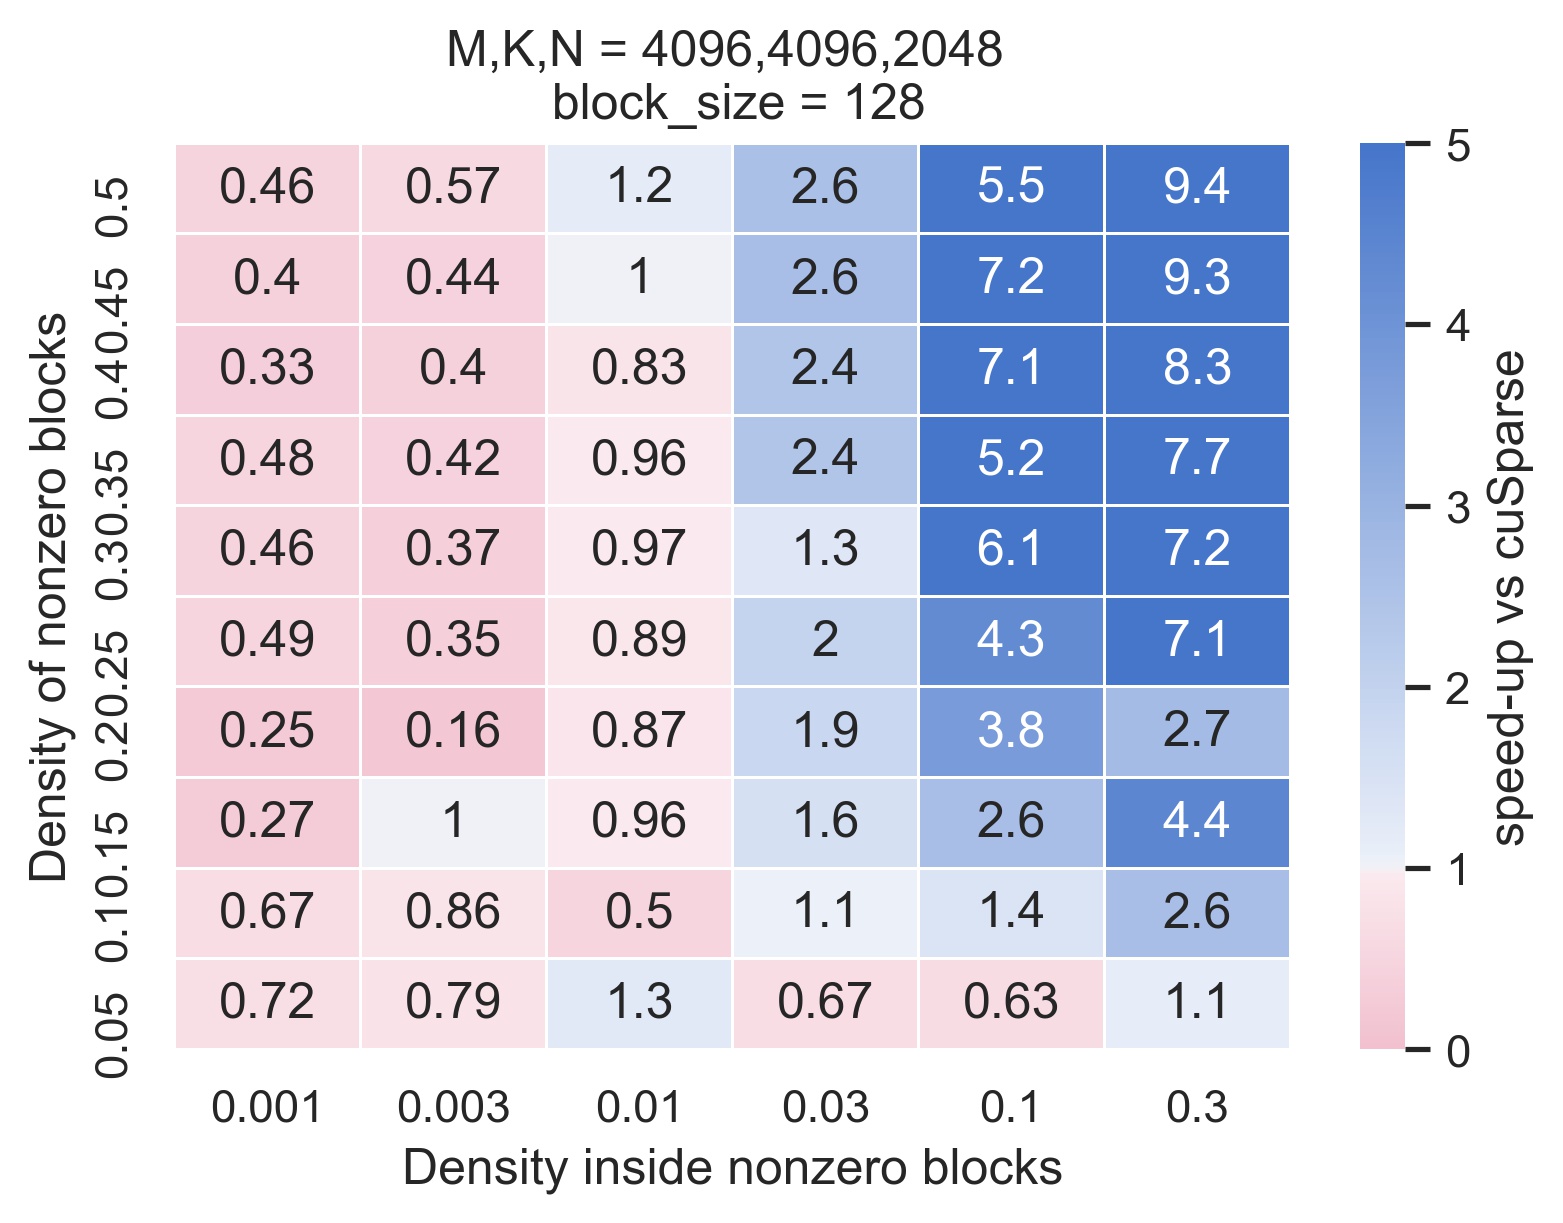 M,K,N = 4096,4096,2048
block_size = 128
Density of nonzero blocks
0.5 0.46 0.57 1.2 2.6 5.5 9.4
0.45 0.4 0.44 1 2.6 7.2 9.3
0.4 0.33 0.4 0.83 2.4 7.1 8.3
0.35 0.48 0.42 0.96 2.4 5.2 7.7
0.3 0.46 0.37 0.97 1.3 6.1 7.2
0.25 0.49 0.35 0.89 2 4.3 7.1
0.2 0.25 0.16 0.87 1.9 3.8 2.7
0.15 0.27 1 0.96 1.6 2.6 4.4
0.1 0.67 0.86 0.5 1.1 1.4 2.6
0.05 0.72 0.79 1.3 0.67 0.63 1.1
0.001 0.003 0.01 0.03 0.1 0.3
Density inside nonzero blocks
5
4
3
2
1
0
speed-up vs cuSparse